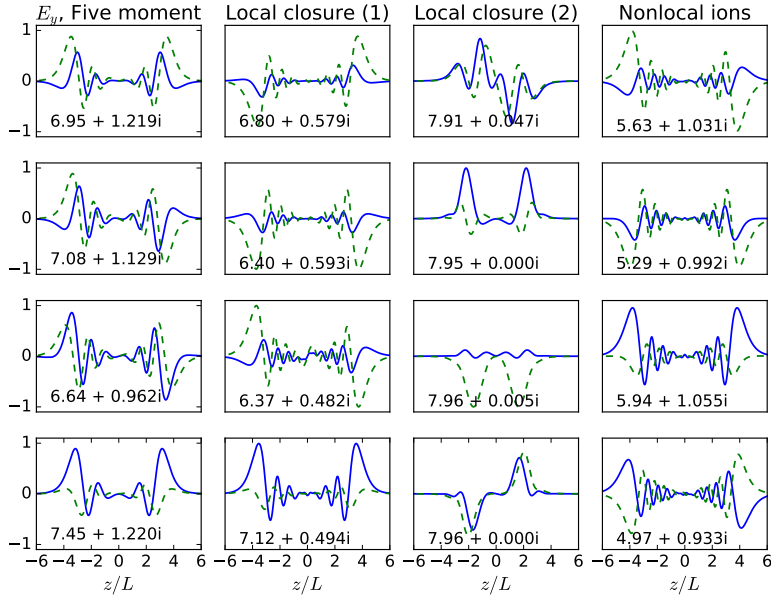 E_y, Five moment Local closure (1) Local closure (2) Nonlocal ions
1
0
−1
6.95 + 1.219i 6.80 + 0.579i 7.91 + 0.047i 5.63 + 1.031i
1
0
−1
7.08 + 1.129i 6.40 + 0.593i 7.95 + 0.000i 5.29 + 0.992i
1
0
−1
6.64 + 0.962i 6.37 + 0.482i 7.96 + 0.005i 5.94 + 1.055i
1
0
−1
7.45 + 1.220i 7.12 + 0.494i 7.96 + 0.000i 4.97 + 0.933i
−6 −4 −2 0 2 4 6 −6 −4 −2 0 2 4 6 −6 −4 −2 0 2 4 6 −6 −4 −2 0 2 4 6
z/L z/L z/L z/L